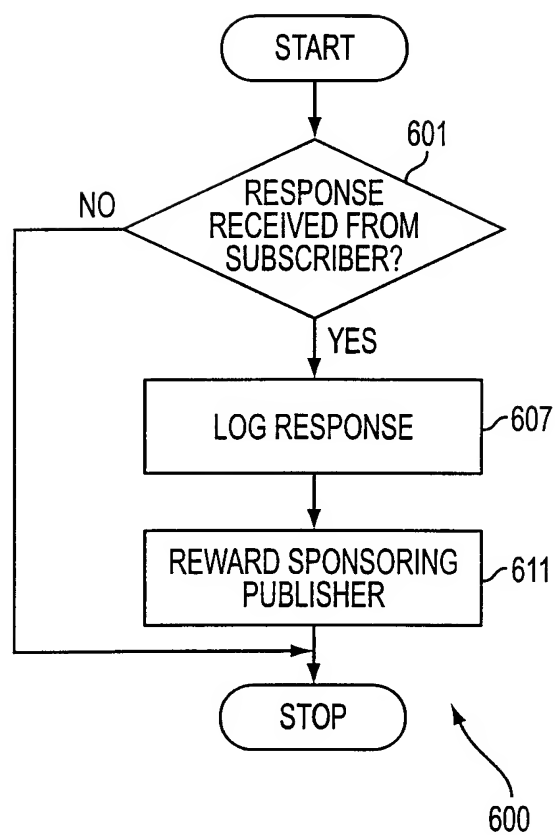 START
601
NO
RESPONSE
RECEIVED FROM
SUBSCRIBER?
YES
LOG RESPONSE
607
REWARD SPONSORING
PUBLISHER
611
STOP
600